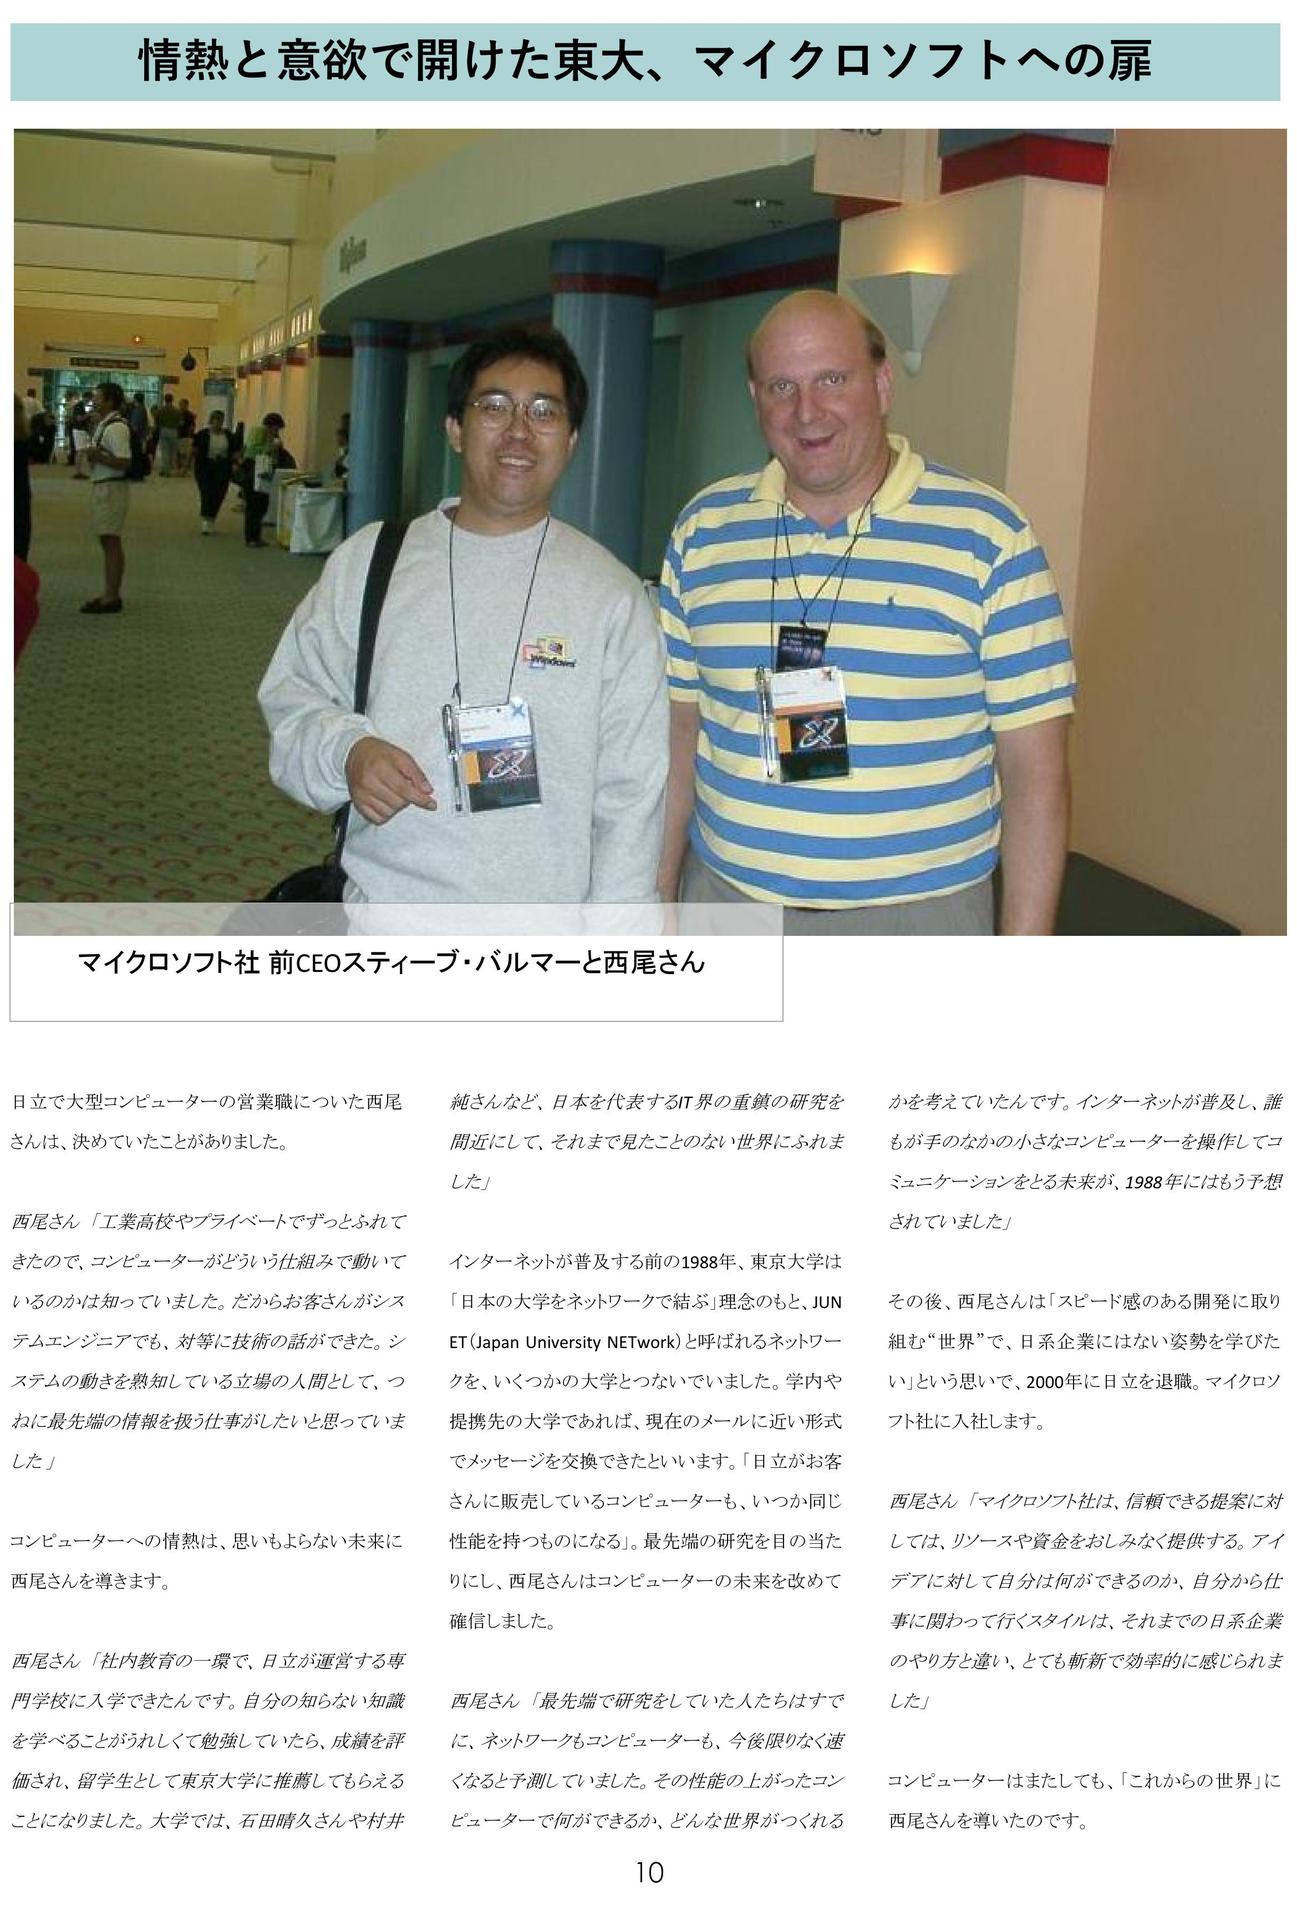 情熱と意欲で開けた東大、マイクロソフトへの扉
Windows
マイクロソフト社 前CEOスティーブ・バルマーと西尾さん
日立で大型コンピューターの営業職についた西尾
さんは、決めていたことがありました。
西尾さん「工業高校やプライベートでずっとふれて
きたので、コンピューターがどういう仕組みで動いて
いるのかは知っていました。だからお客さんがシス
テムエンジニアでも、対等に技術の話ができた。シ
ステムの動きを熟知している立場の人間として、つ
ねに最先端の情報を扱う仕事がしたいと思っていま
した 」
コンピューターへの情熱は、思いもよらない未来に
西尾さんを導きます。
西尾さん「社内教育の一環で、日立が運営する専
門学校に入学できたんです。自分の知らない知識
を学べることがうれしくて勉強していたら、成績を評
価され、留学生として東京大学に推薦してもらえる
ことになりました。大学では、石田晴久さんや村井
純さんなど、日本を代表するIT界の重鎮の研究を
間近にして、それまで見たことのない世界にふれま
した」
インターネットが普及する前の1988年、東京大学は
「日本の大学をネットワークで結ぶ」理念のもと、JUN
ET（Japan University NETwork）と呼ばれるネットワー
クを、いくつかの大学とつないでいました。学内や
提携先の大学であれば、現在のメールに近い形式
でメッセージを交換できたといいます。「日立がお客
さんに販売しているコンピューターも、いつか同じ
性能を持つものになる」。最先端の研究を目の当た
りにし、西尾さんはコンピューターの未来を改めて
確信しました。
西尾さん「最先端で研究をしていた人たちはすで
に、ネットワークもコンピューターも、今後限りなく速
くなると予測していました。その性能の上がったコン
ピューターで何ができるか、どんな世界がつくれる
かを考えていたんです。インターネットが普及し、誰
もが手のなかの小さなコンピューターを操作してコ
ミュニケーションをとる未来が、1988年にはもう予想
されていました」
その後、西尾さんは「スピード感のある開発に取り
組む“世界”で、日系企業にはない姿勢を学びた
い」という思いで、2000年に日立を退職。マイクロソ
フト社に入社します。
西尾さん「マイクロソフト社は、信頼できる提案に対
しては、リソースや資金をおしみなく提供する。アイ
デアに対して自分は何ができるのか、自分から仕
事に関わって行くスタイルは、それまでの日系企業
のやり方と違い、とても斬新で効率的に感じられま
した」
コンピューターはまたしても、「これからの世界」に
西尾さんを導いたのです。
10